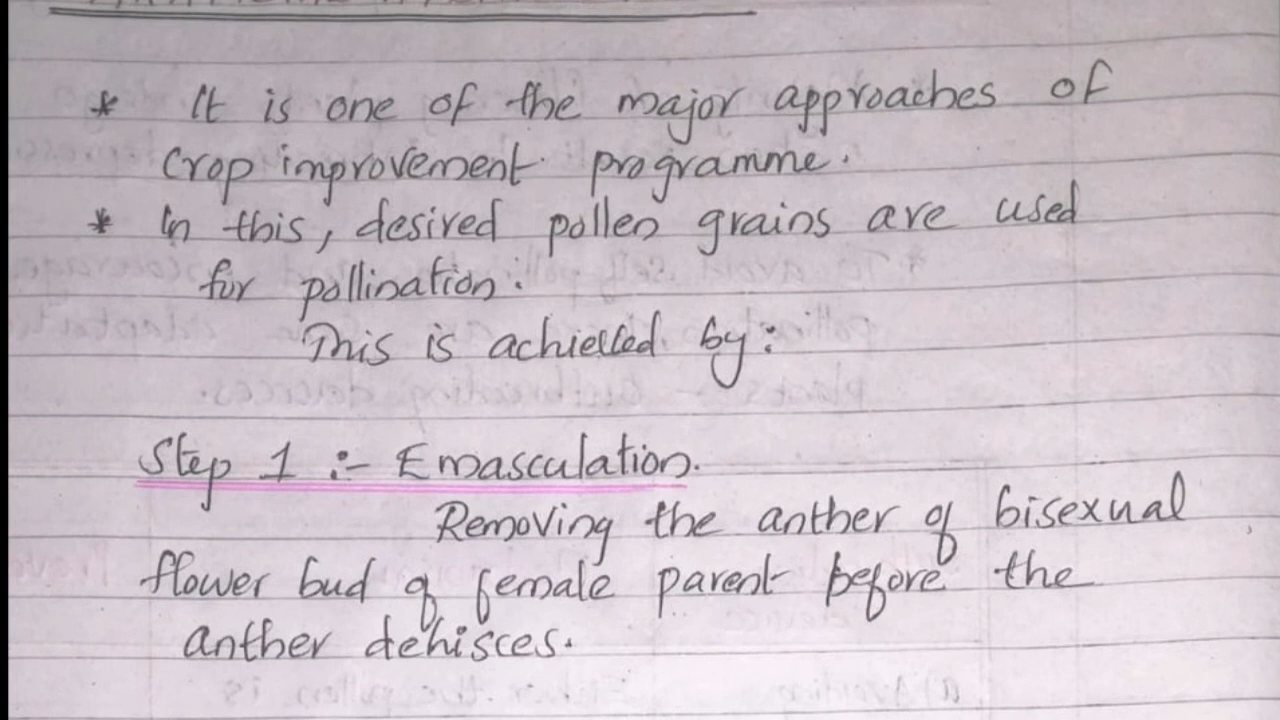 * It is one of the major approaches of
crop improvement programme.
* In this, desired pollen grains are used
for pollination.
This is achieved by:
Step 1 :- Emasculation.
Removing the anther of bisexual
flower bud of female parent before the
anther dehisces.